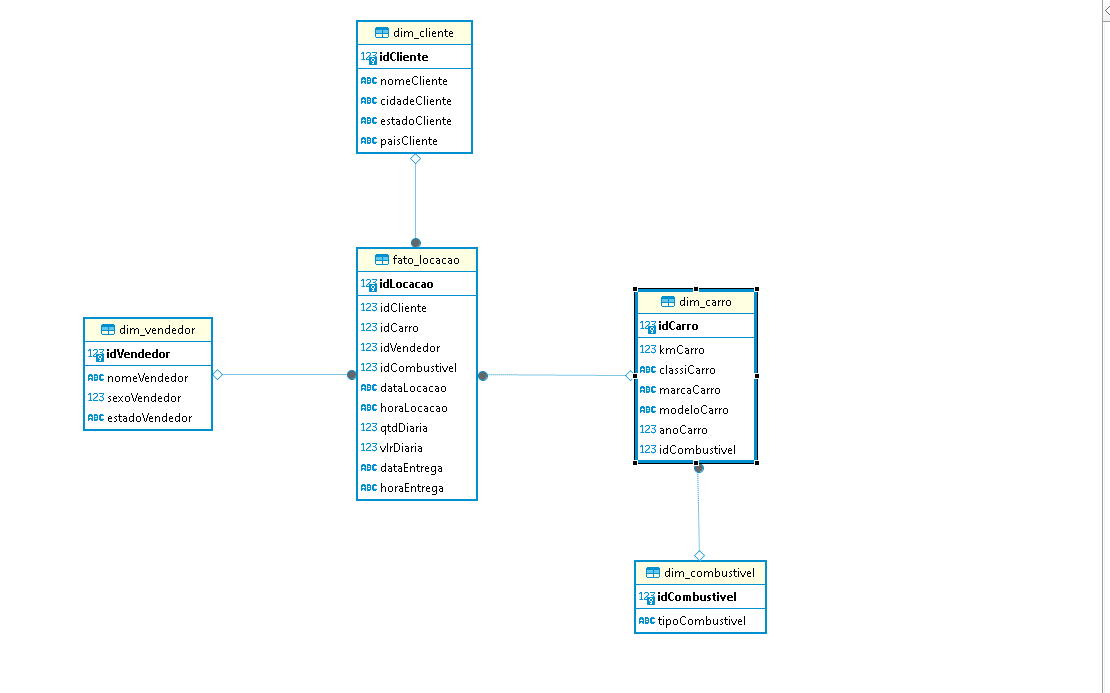 dim_cliente
123 idCliente
ABC nomeCliente
ABC cidadeCliente
ABC estadoCliente
ABC paisCliente
fato_locacao
123 idLocacao
123 idCliente
123 idCarro
123 idVendedor
123 idCombustivel
ABC dataLocacao
ABC horaLocacao
123 qtdDiaria
123 vlrDiaria
ABC dataEntrega
ABC horaEntrega
dim_vendedor
123 idVendedor
ABC nomeVendedor
123 sexoVendedor
ABC estadoVendedor
dim_carro
123 idCarro
123 kmCarro
ABC classiCarro
ABC marcaCarro
ABC modeloCarro
123 anoCarro
123 idCombustivel
dim_combustivel
123 idCombustivel
ABC tipoCombustivel